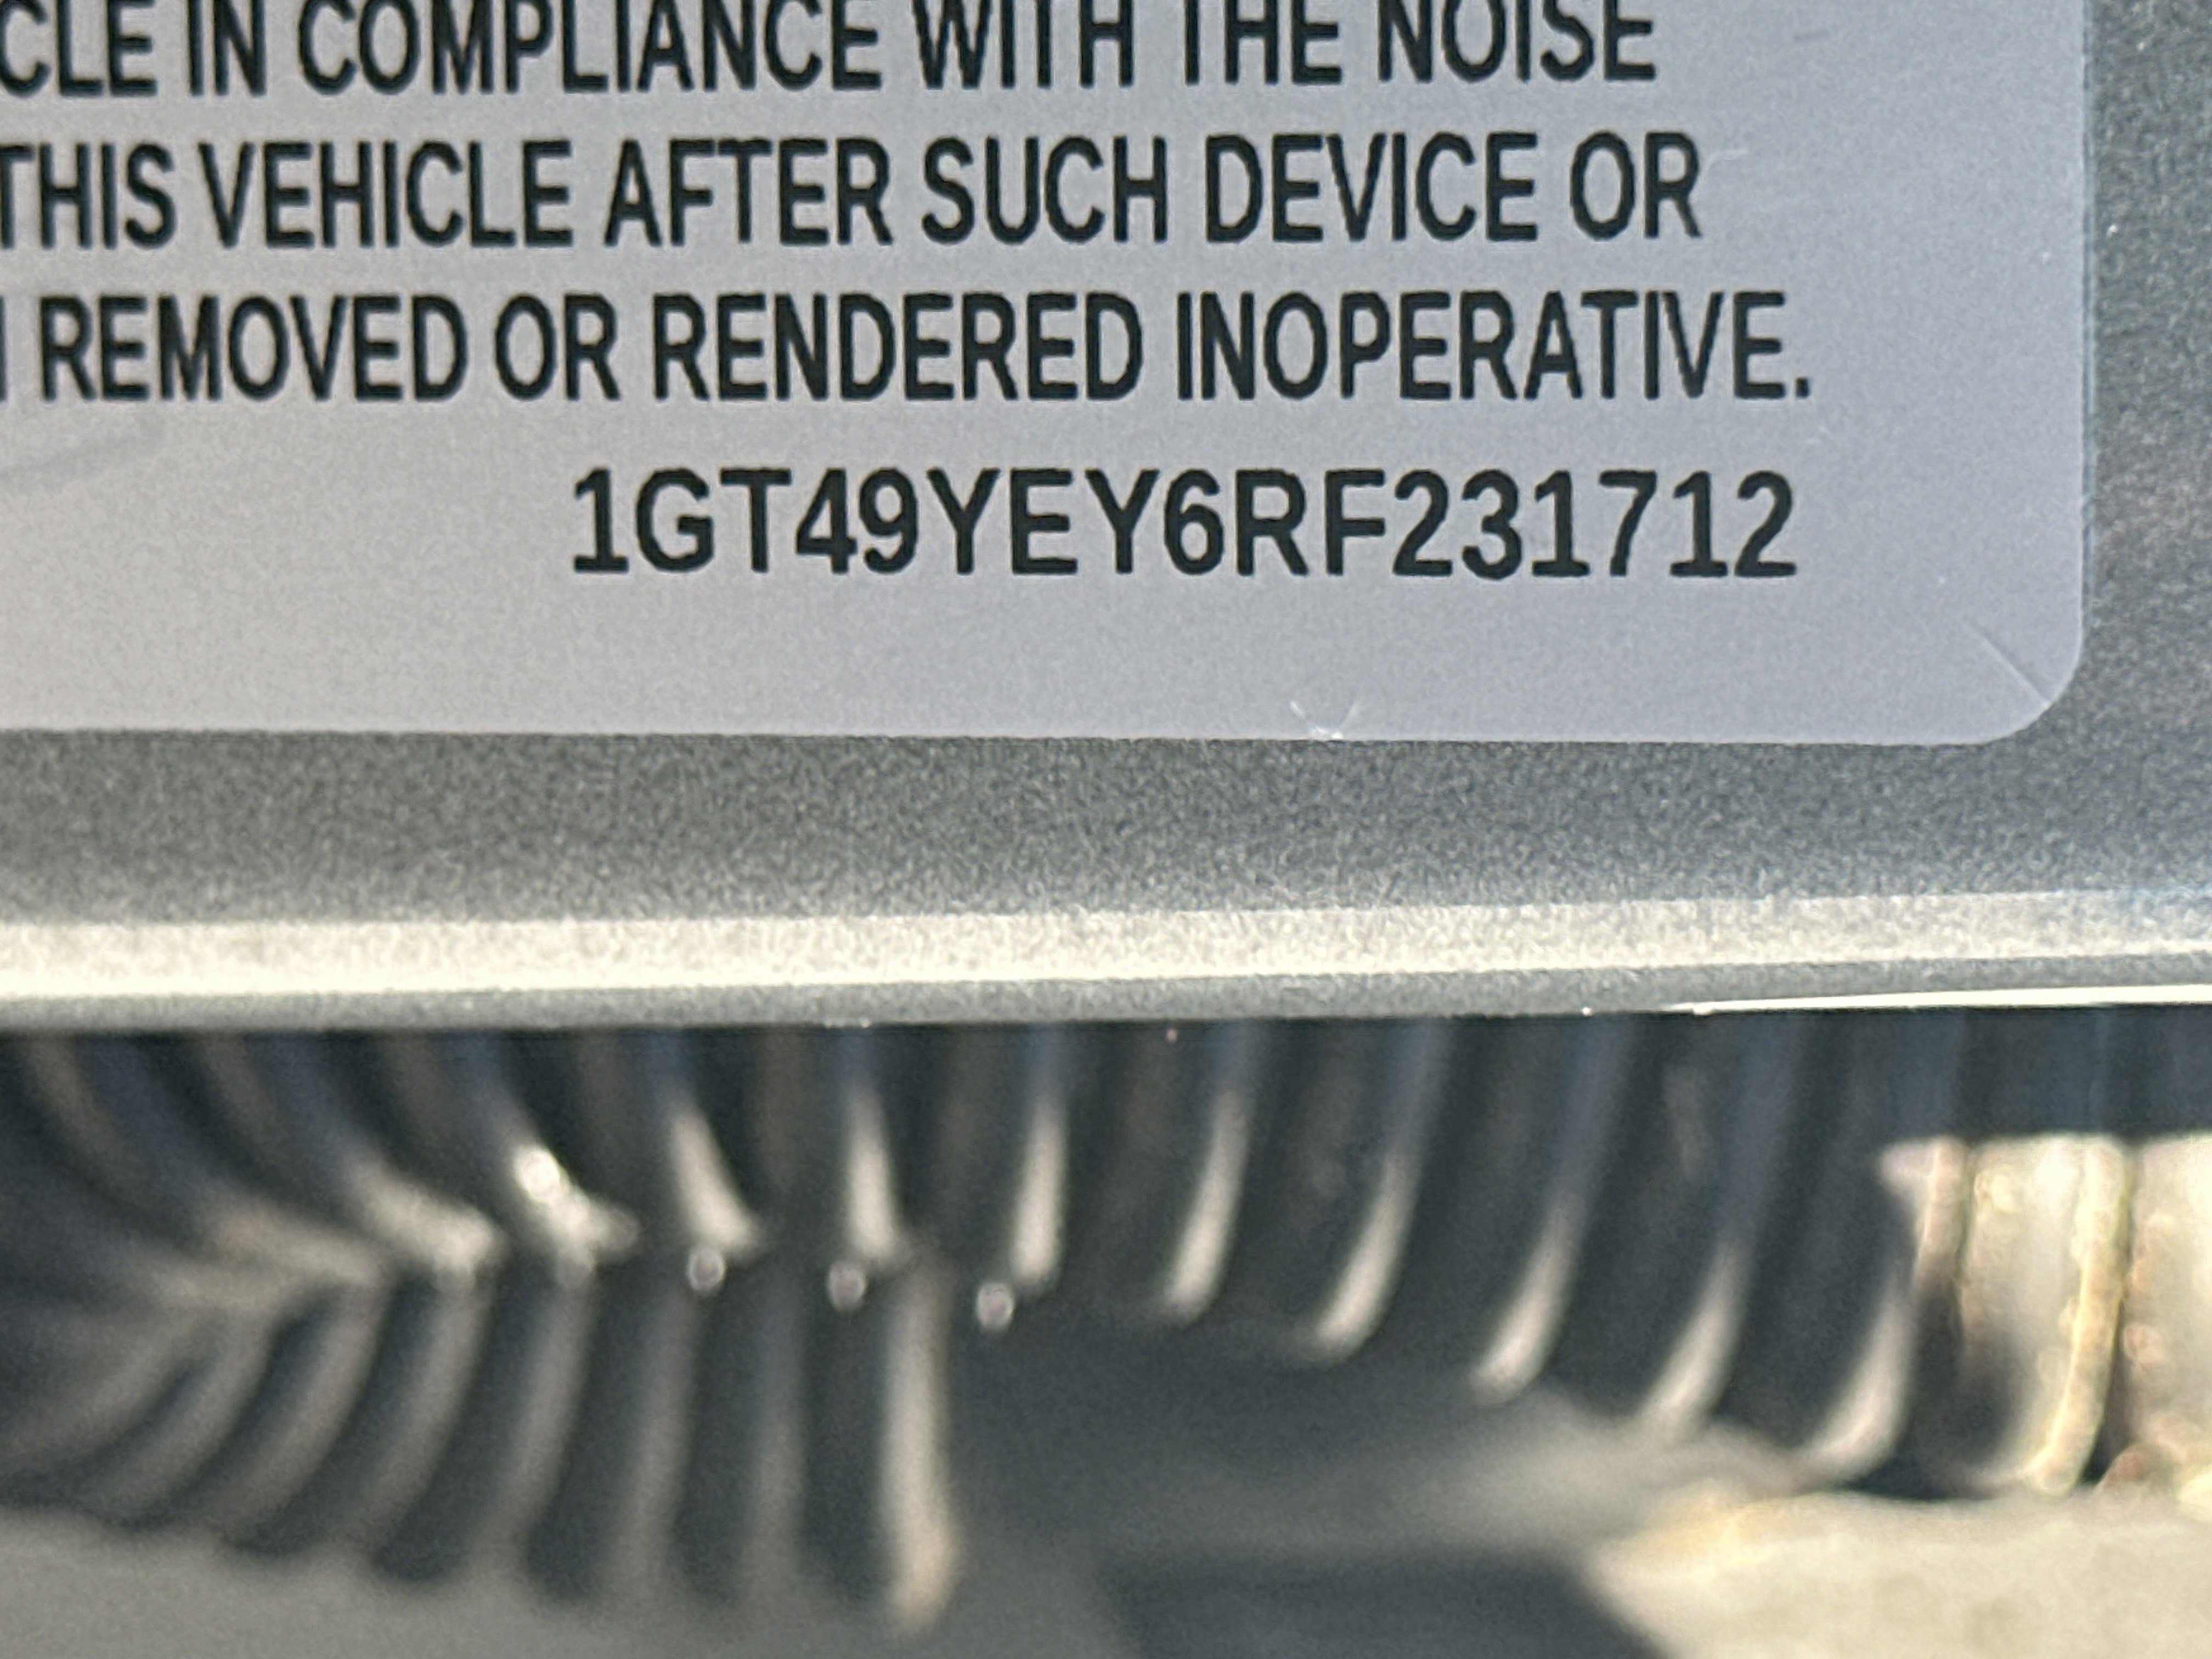 CLE IN COMPLIANCE WITH THE NOISE
THIS VEHICLE AFTER SUCH DEVICE OR
REMOVED OR RENDERED INOPERATIVE.
1GT49YEY6RF231712